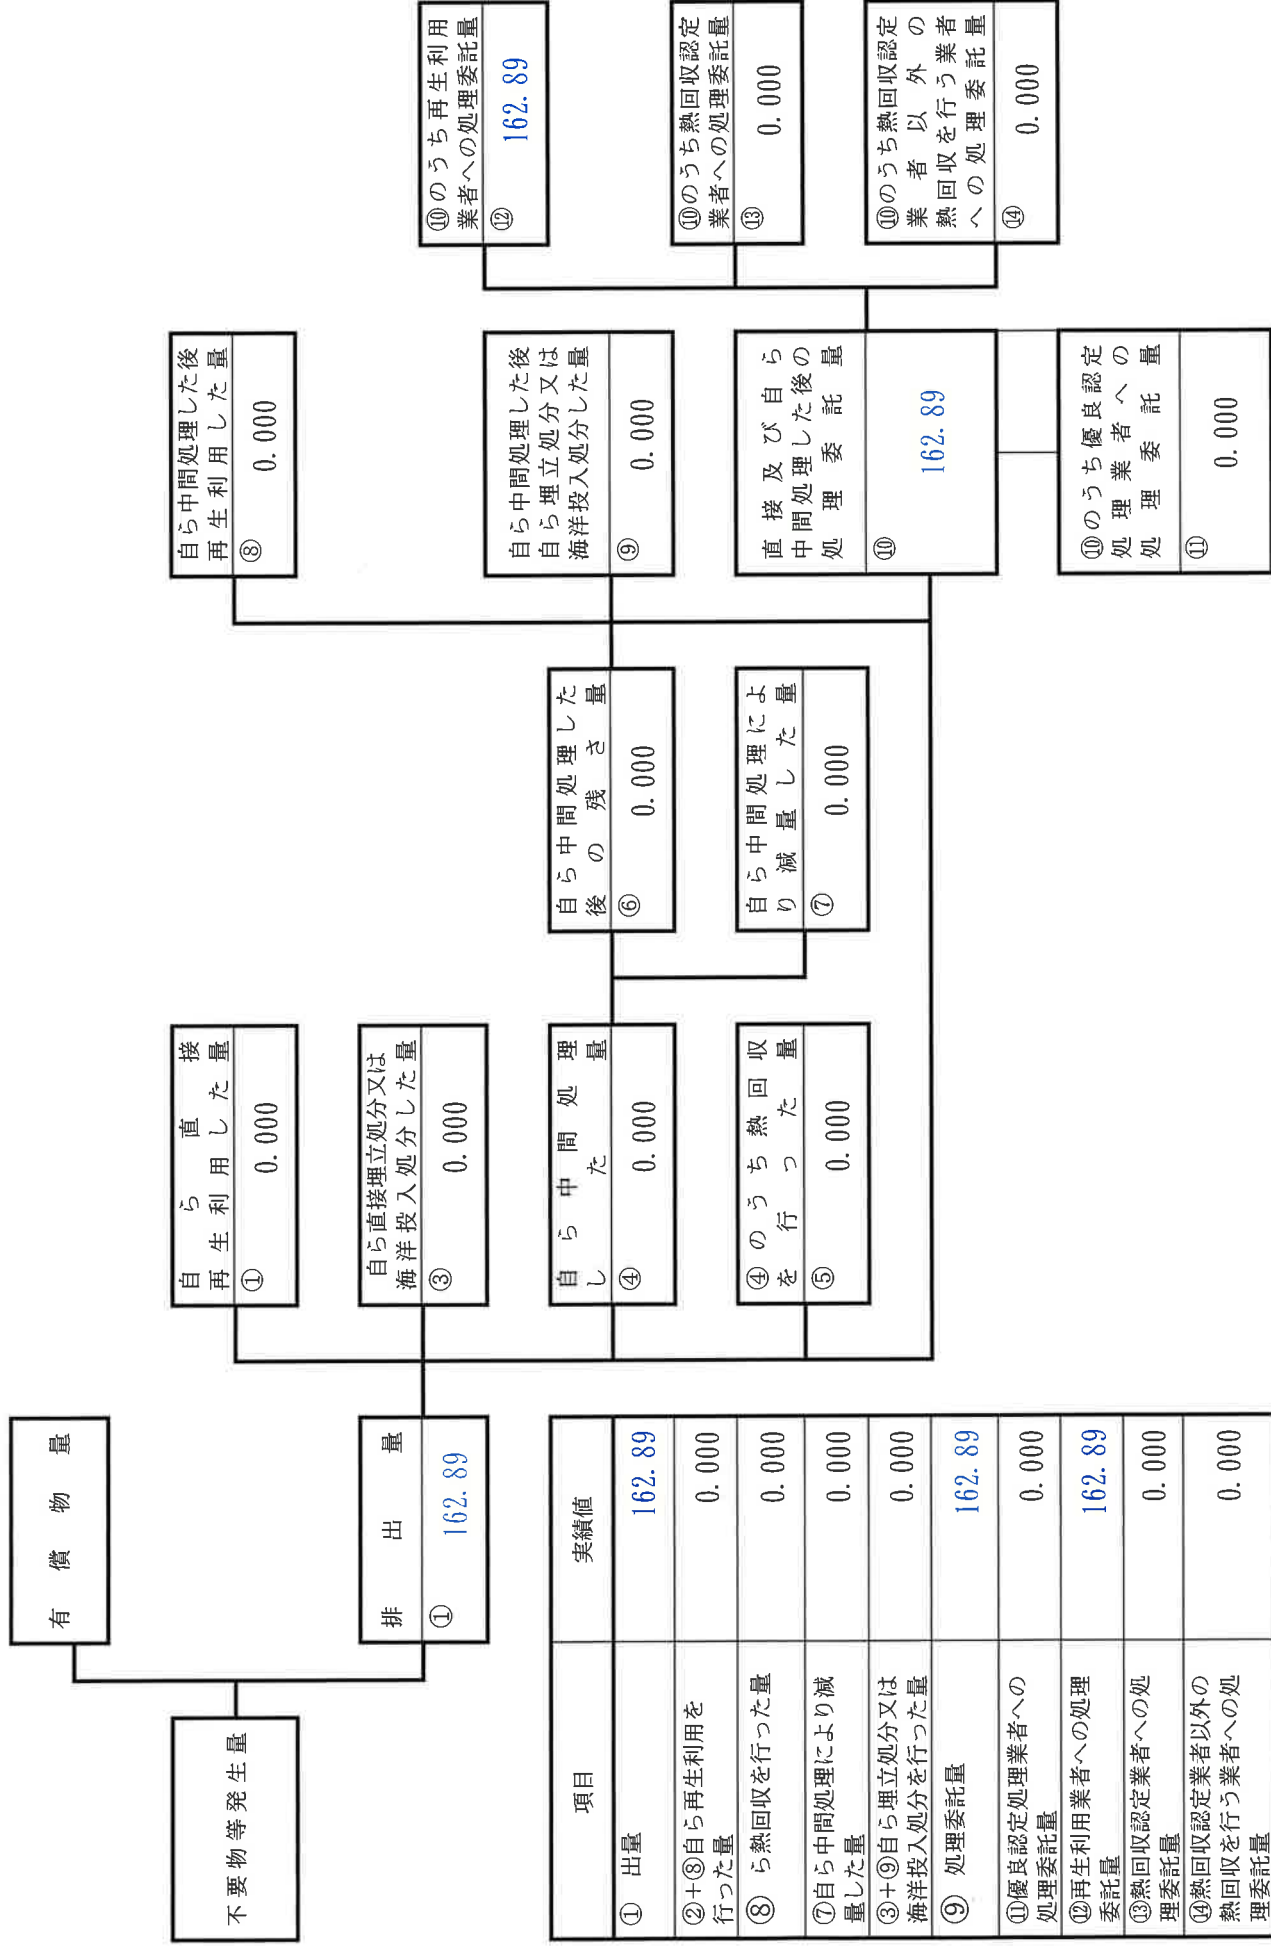 不要物等発生量
有償物量
排出量
① 162.89
自ら直接
再生利用した量
① 0.000
自ら直接埋立処分又は
海洋投入処分した量
③ 0.000
自ら中間処理
した量
④ 0.000
④のうち熱回収
を行った量
⑤ 0.000
自ら中間処理した
後の残さ量
⑥ 0.000
自ら中間処理によ
り減量した量
⑦ 0.000
自ら中間処理した後
再生利用した量
⑧ 0.000
自ら中間処理した後
自ら埋立処分又は
海洋投入処分した量
⑨ 0.000
直接及び自ら
中間処理した後の
処理委託量
⑩ 162.89
⑩のうち優良認定
処理業者への
処理委託量
⑪ 0.000
⑩のうち再生利用
業者への処理委託量
⑫ 162.89
⑩のうち熱回収認定
業者への処理委託量
⑬ 0.000
⑩のうち熱回収認定
業者以外の
熱回収を行う業者
への処理委託量
⑭ 0.000
項目 実績値
① 出量 162.89
②+⑧自ら再生利用を
行った量 0.000
⑧ ら熱回収を行った量 0.000
⑦自ら中間処理により減
量した量 0.000
③+⑨自ら埋立処分又は
海洋投入処分を行った量 0.000
⑨ 処理委託量 162.89
⑪優良認定処理業者への
処理委託量 0.000
⑫再生利用業者への処理
委託量 162.89
⑬熱回収認定業者への処
理委託量 0.000
⑭熱回収認定業者以外の
熱回収を行う業者への処
理委託量 0.000